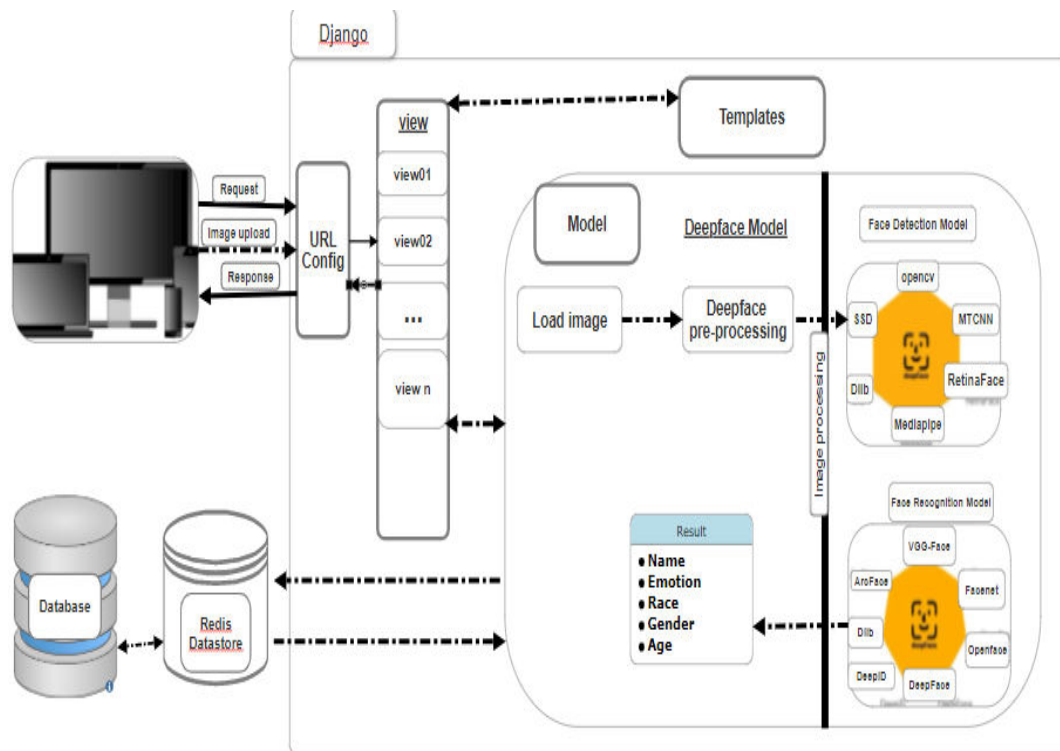 Django
view
Templates
view01
Request
Model
Deepface Model
Face Detection Model
Image upload
URL
Config
view02
Response
opencv
Load image
Deepface
pre-processing
SSD
MTCNN
...
Dlib
RetinaFace
view n
Mediapipe
Image processing
Face Recognition Model
Result
VGG-Face
Name
Emotion
Race
Gender
Age
AroFace
Facenet
Database
Redis
Datastore
Dlib
Openface
DeepID
DeepFace
deepface